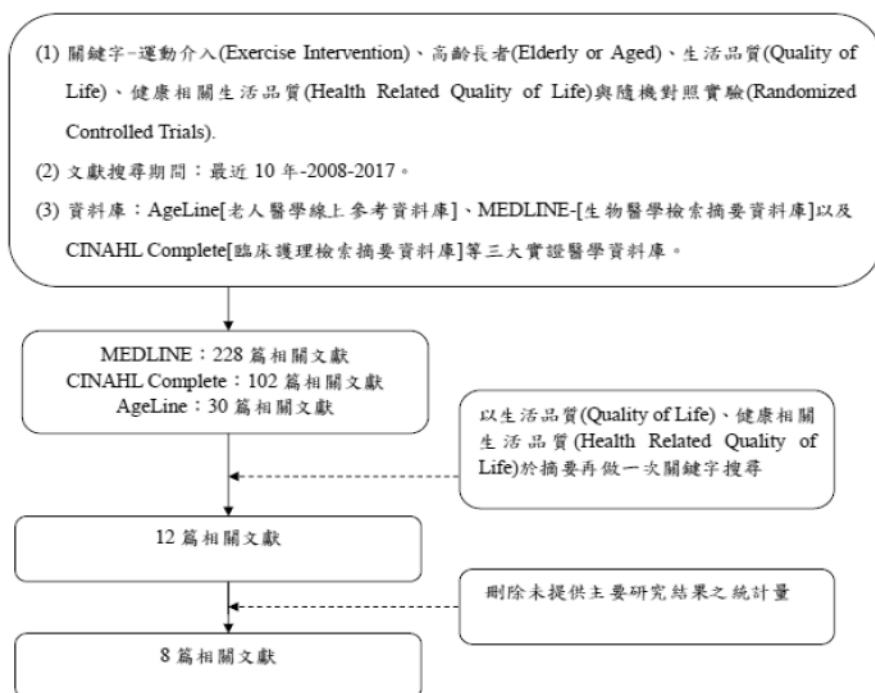 (1) 關鍵字-運動介入(Exercise Intervention)、高齡長者(Elderly or Aged)、生活品質(Quality of
Life)、健康相關生活品質(Health Related Quality of Life)與隨機對照實驗(Randomized
Controlled Trials).
(2) 文獻搜尋期間：最近 10 年-2008-2017。
(3) 資料庫：AgeLine[老人醫學線上參考資料庫]、MEDLINE-[生物醫學檢索摘要資料庫]以及
CINAHL Complete[臨床護理檢索摘要資料庫]等三大實證醫學資料庫。
MEDLINE：228 篇相關文獻
CINAHL Complete：102 篇相關文獻
AgeLine：30 篇相關文獻
以生活品質(Quality of Life)、健康相關
生活品質(Health Related Quality of
Life)於摘要再做一次關鍵字搜尋
12 篇相關文獻
刪除未提供主要研究結果之統計量
8 篇相關文獻